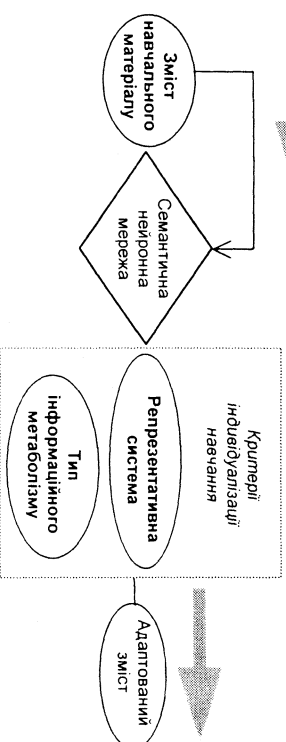 Зміст
навчального
матеріалу
Семантична
нейронна
мережа
Критерії
індивідуалізації
навчання
Репрезентативна
система
Тип
інформаційного
метаболізму
Адаптований
зміст